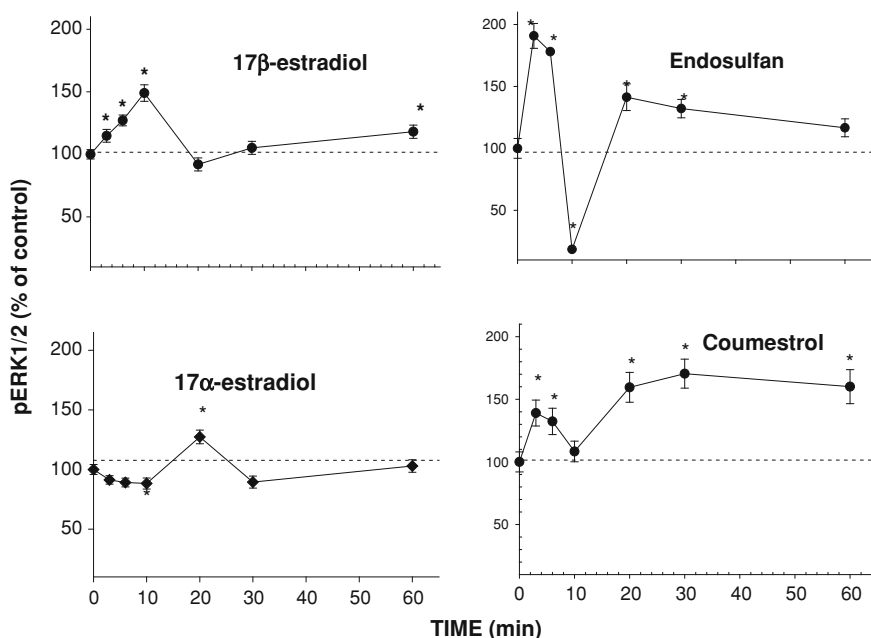 200
150
100
50
17β-estradiol
* * * *
200
150
100
50
Endosulfan
* * * * *
pERK1/2 (% of control)
200
150
100
50
17α-estradiol
* *
0 10 20 30 40 50 60
200
150
100
50
Coumestrol
* * * * *
0 10 20 30 40 50 60
TIME (min)